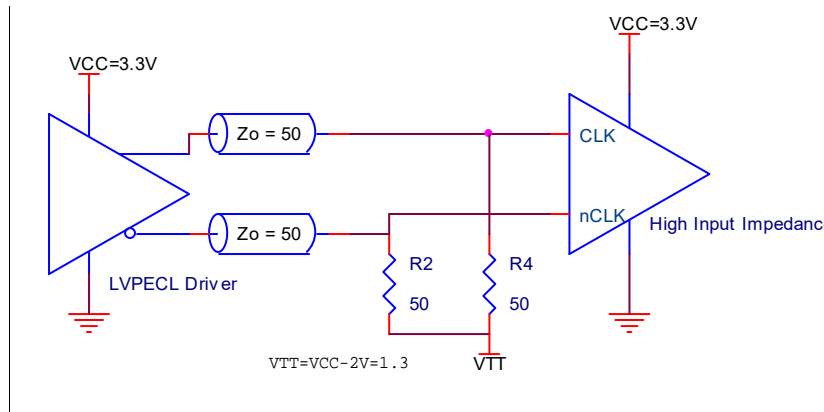 VCC=3.3V
VCC=3.3V
Zo = 50
CLK
Zo = 50
nCLK
High Input Impedanc
R2
R4
LVPECL Driver
50
50
VTT=VCC-2V=1.3
VTT